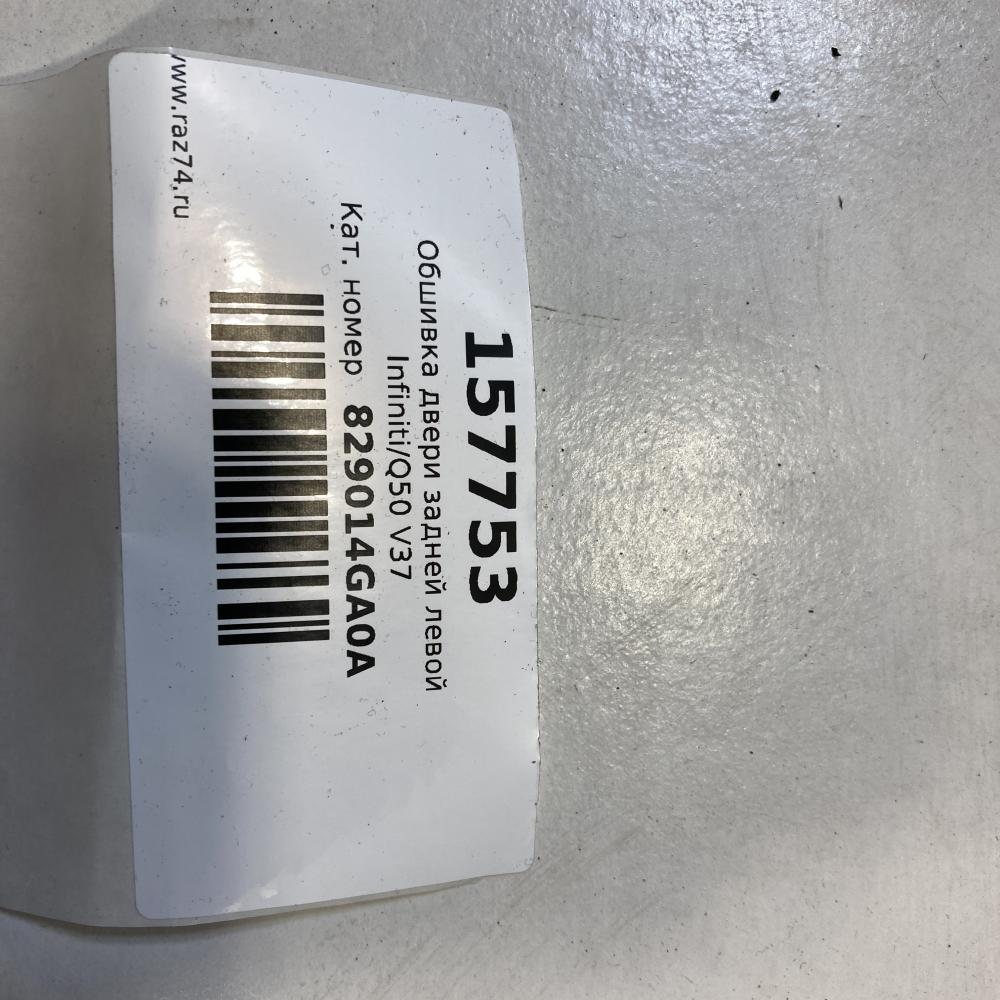 157753
Обшивка двери задней левой
Infiniti/Q50 V37
Кат. номер 829014GA0A
www.raz74.ru